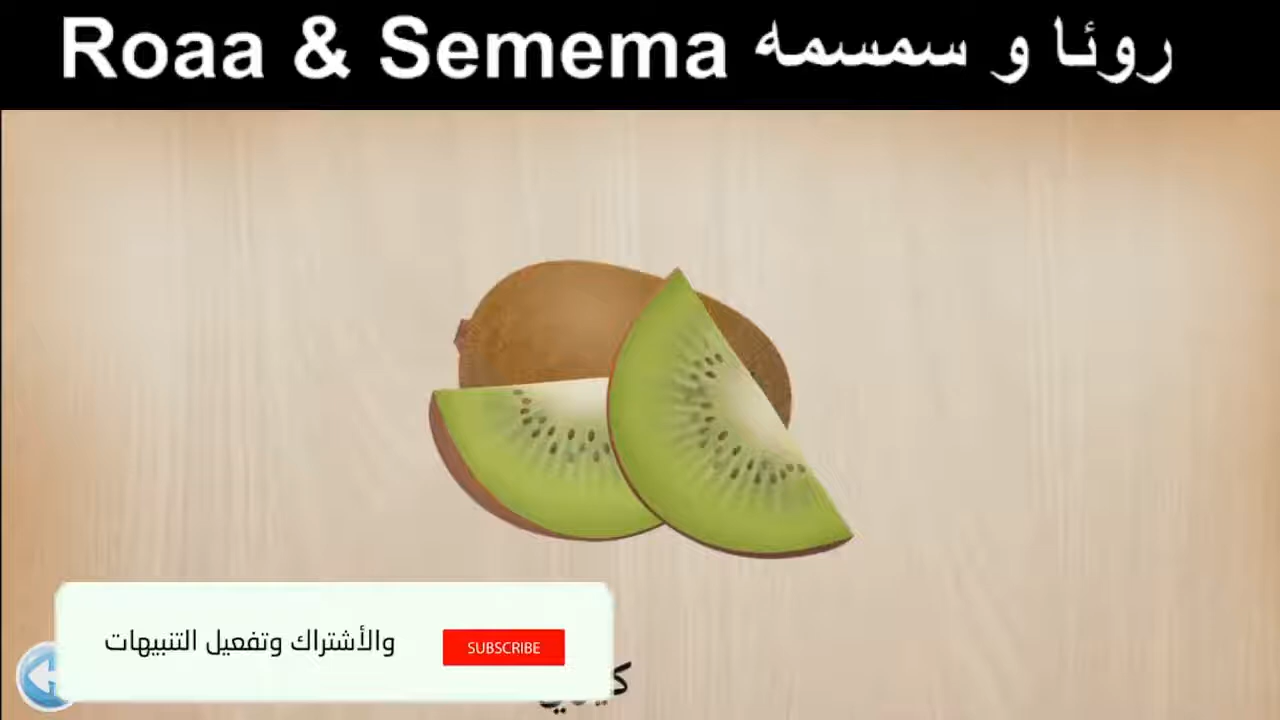 Roaa & Semema روئا و سمسمه
والأشتراك وتفعيل التنبيهات
SUBSCRIBE